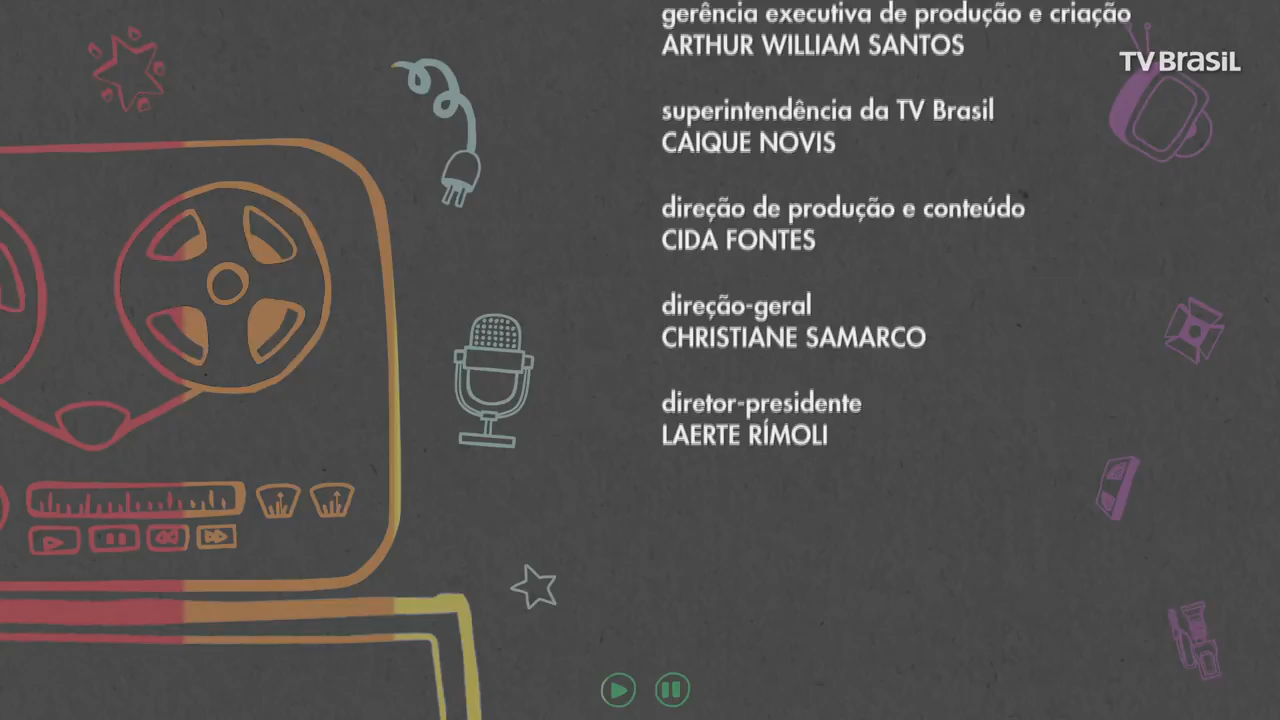 gerência executiva de produção e criação
ARTHUR WILLIAM SANTOS
TV BRASIL
superintendência da TV Brasil
CAIQUE NOVIS
direção de produção e conteúdo
CIDA FONTES
direção-geral
CHRISTIANE SAMARCO
diretor-presidente
LAERTE RÍMOLI